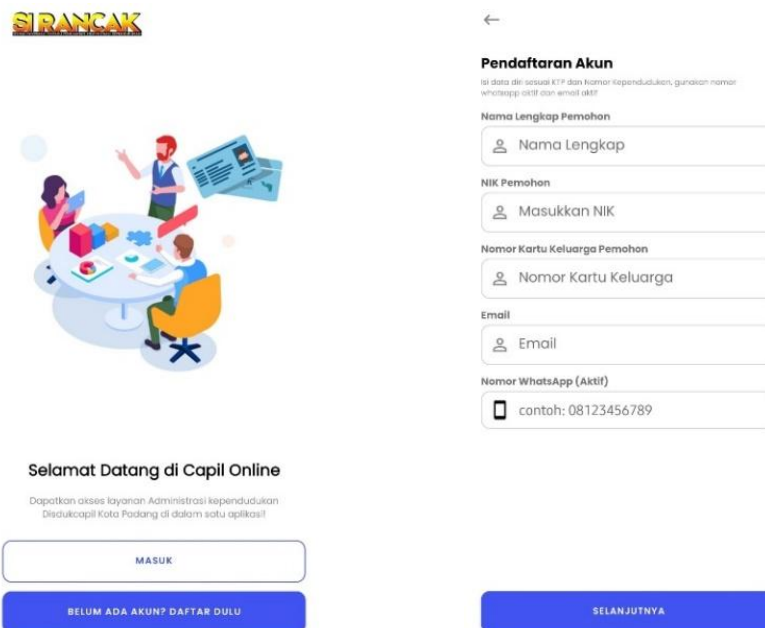 SI RANCAK
Selamat Datang di Capil Online
Dapatkan akses layanan Administrasi kependudukan
Disdukcapil Kota Padang di dalam satu aplikasi!
MASUK
BELUM ADA AKUN? DAFTAR DULU
Pendaftaran Akun
Isi data diri sesuai KTP dan Nomor Kependudukan, gunakan nomor
whatsapp aktif dan email aktif
Nama Lengkap Pemohon
Nama Lengkap
NIK Pemohon
Masukkan NIK
Nomor Kartu Keluarga Pemohon
Nomor Kartu Keluarga
Email
Email
Nomor WhatsApp (Aktif)
contoh: 08123456789
SELANJUTNYA